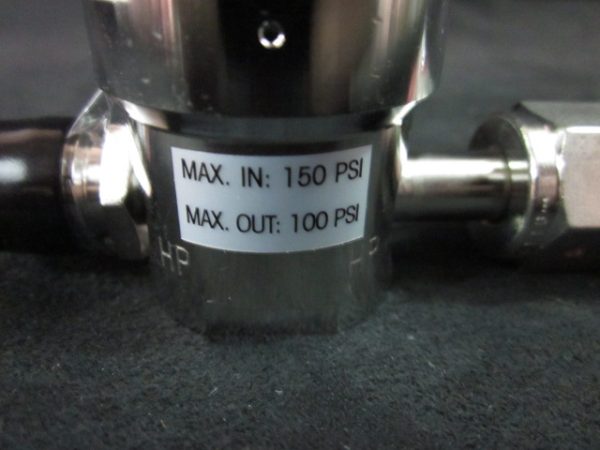 MAX. IN: 150 PSI
MAX. OUT: 100 PSI
HP HP